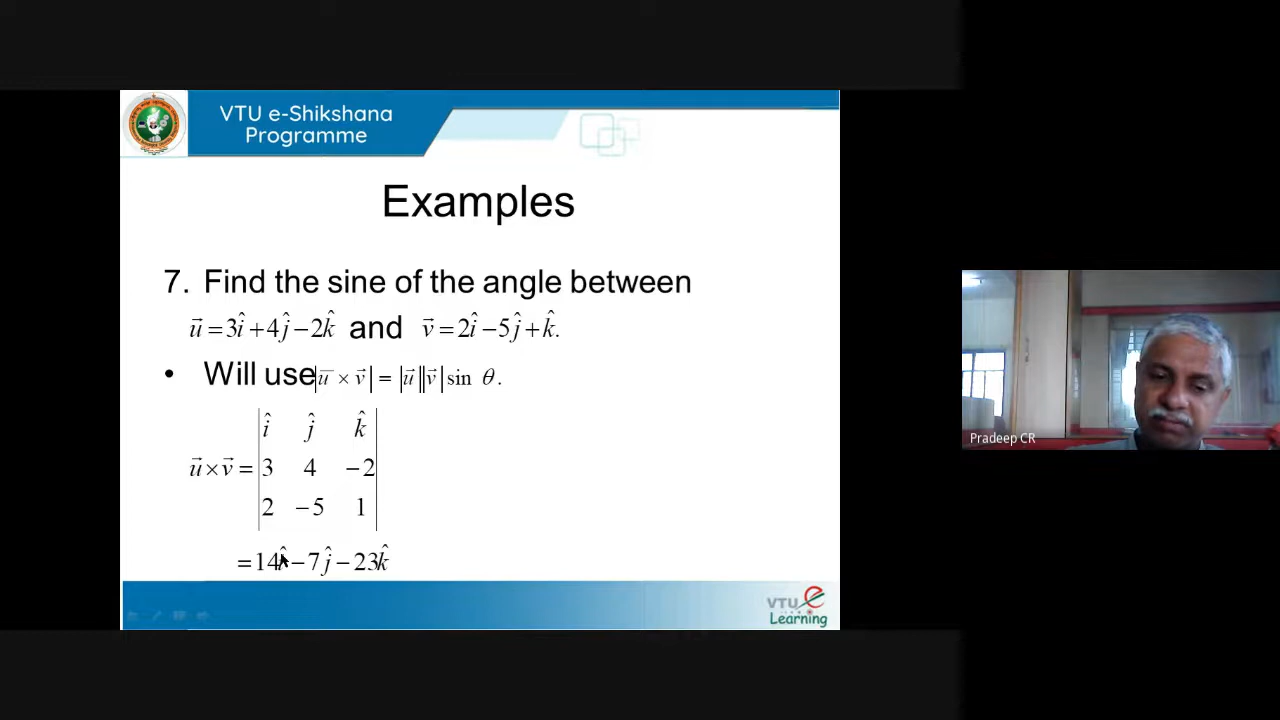 VTU e-Shikshana
Programme
Examples
7. Find the sine of the angle between
u⃗ = 3î + 4ĵ − 2k̂ and v⃗ = 2î − 5ĵ + k̂.
• Will use |u⃗ × v⃗| = |u⃗||v⃗| sin θ.
î ĵ k̂
u⃗ × v⃗ = 3 4 −2
2 −5 1
= 14î − 7ĵ − 23k̂
VTU e
Learning
Pradeep CR